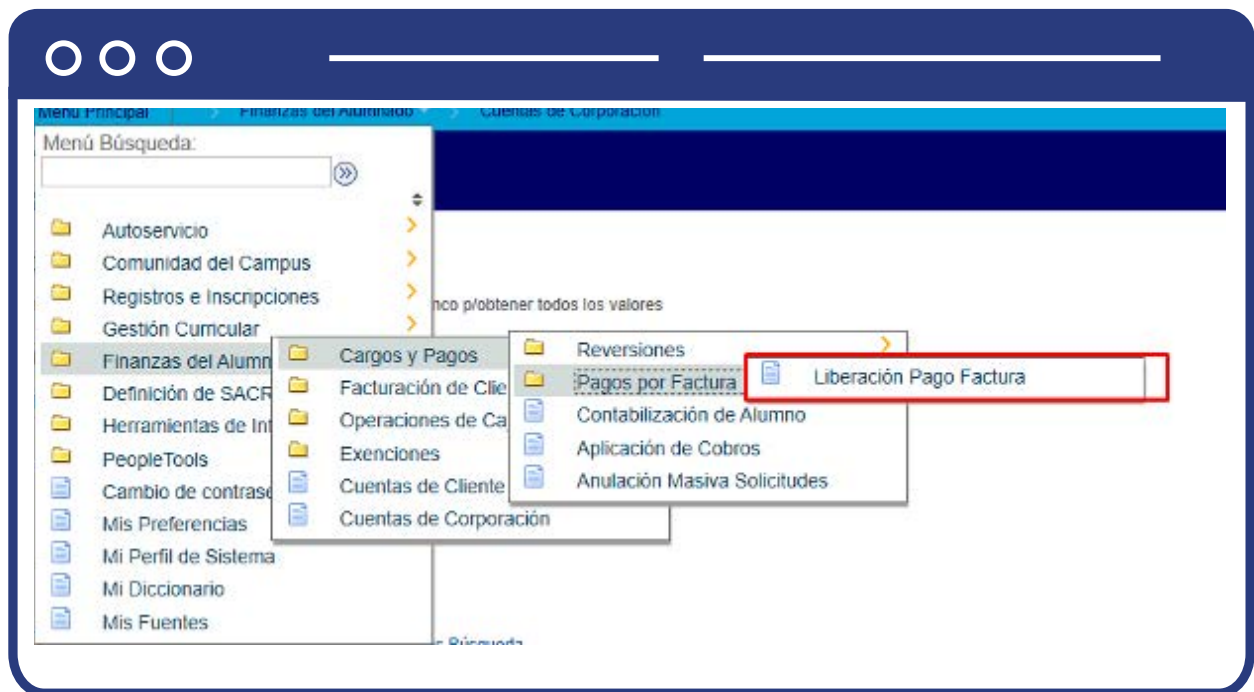 Menú Principal > Finanzas del Alumnado > Cuentas de Corporación
Menú Búsqueda:
Autoservicio
Comunidad del Campus
Registros e Inscripciones
nco p/obtener todos los valores
Gestión Curricular
Finanzas del Alumn
Definición de SACR
Herramientas de Int
PeopleTools
Cambio de contrase
Mis Preferencias
Mi Perfil de Sistema
Mi Diccionario
Mis Fuentes
Cargos y Pagos
Facturación de Clie
Operaciones de Ca
Exenciones
Cuentas de Cliente
Cuentas de Corporación
Reversiones
Pagos por Factura
Contabilización de Alumno
Aplicación de Cobros
Anulación Masiva Solicitudes
Liberación Pago Factura
Búsqueda